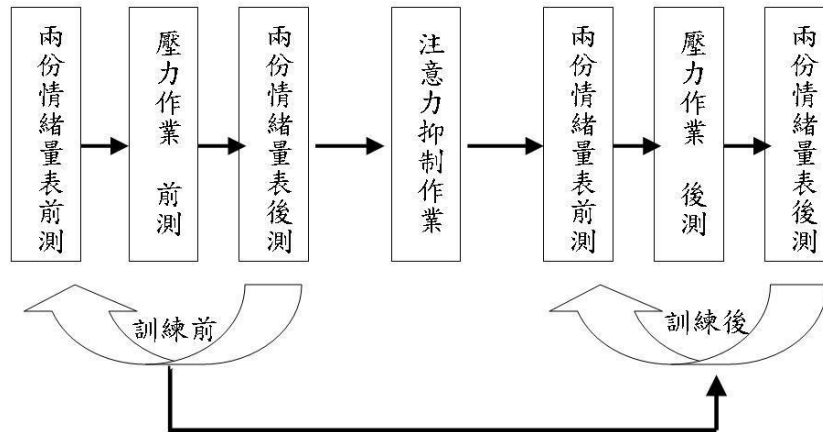 兩份情緒量表前測
壓力作業 前測
兩份情緒量表後測
注意力抑制作業
兩份情緒量表前測
壓力作業 後測
兩份情緒量表後測
訓練前
訓練後